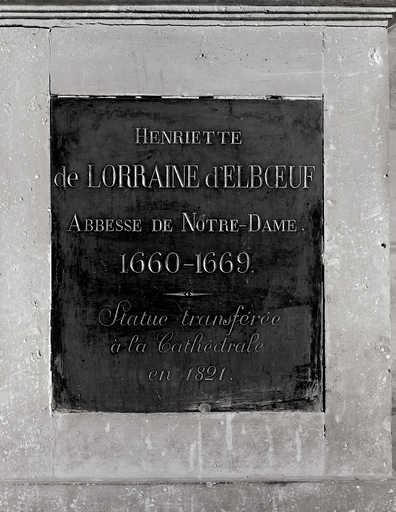 HENRIETTE
de LORRAINE d'ELBŒUF
ABBESSE DE NOTRE-DAME.
1660-1669.
Statue transférée
à la Cathédrale
en 1821.